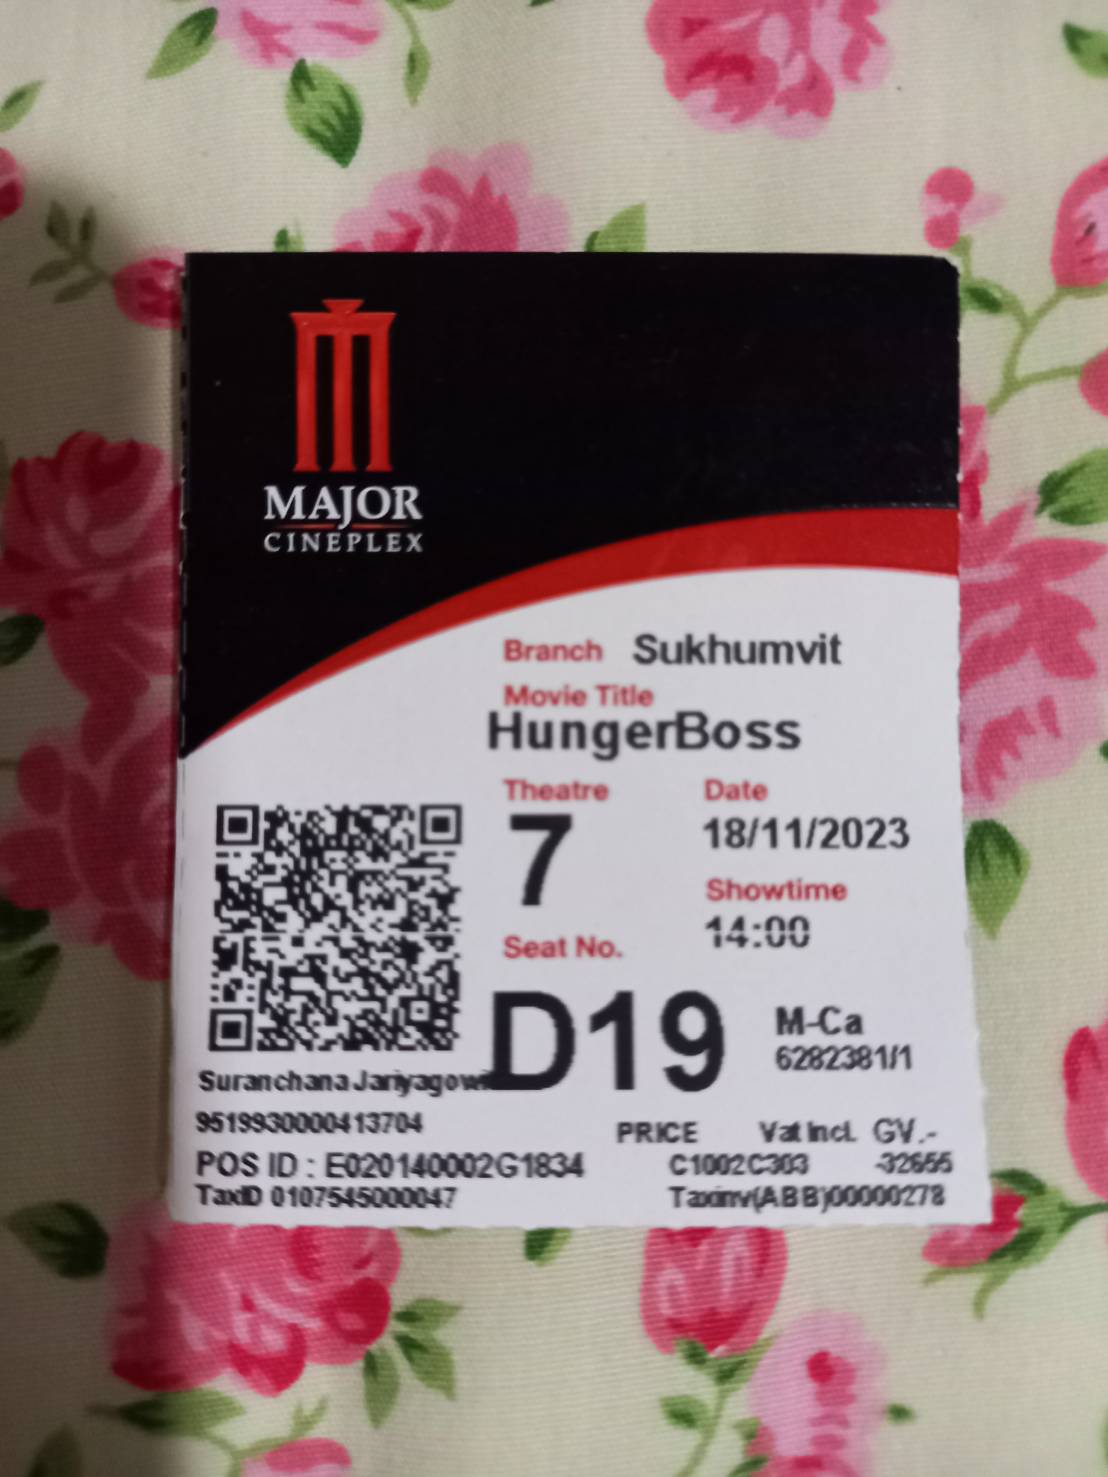 MAJOR
CINEPLEX
Branch Sukhumvit
Movie Title
HungerBoss
Theatre Date
7 18/11/2023
Showtime
14:00
Seat No.
D19 M-Ca
6282381/1
Suranchana
9519930000413704
PRICE Vat Incl. GV.-
POS ID : E020140002G1834 C1002C303
TaxID 0107545000047 Taxinv(ABB)00000278